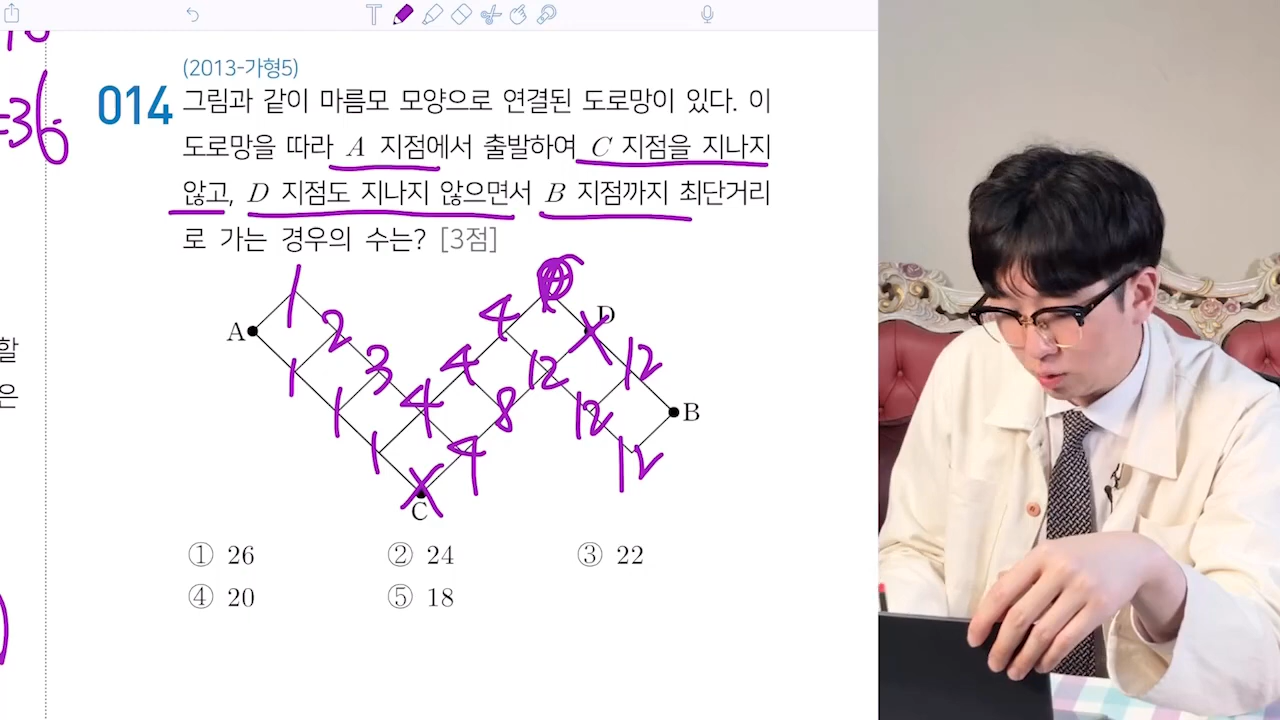 (2013-가형5)
014 그림과 같이 마름모 모양으로 연결된 도로망이 있다. 이
=36
도로망을 따라 A 지점에서 출발하여 C 지점을 지나지
않고, D 지점도 지나지 않으면서 B 지점까지 최단거리
로 가는 경우의 수는? [3점]
할
은
1
4
D
A
2
X
1
3
4
12
12
1
4
8
12
B
1
1
4
12
X
C
① 26 ② 24 ③ 22
④ 20 ⑤ 18